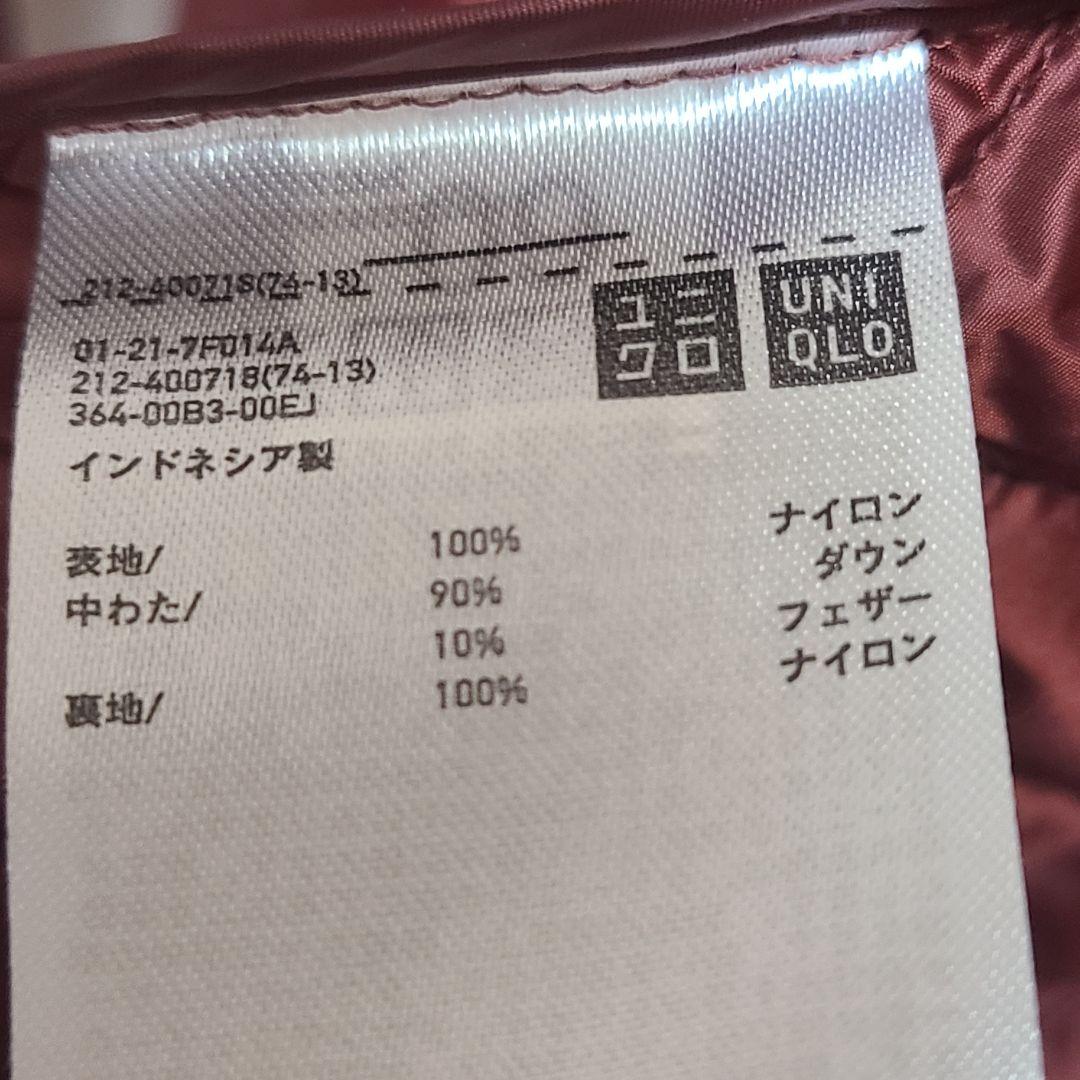 212-400718(74-13)
ユニ
クロ
UNI
QLO
01-21-7F014A
212-400718(74-13)
364-00B3-00EJ
インドネシア製
表地/ 100% ナイロン
中わた/ 90% ダウン
10% フェザー
裏地/ 100% ナイロン